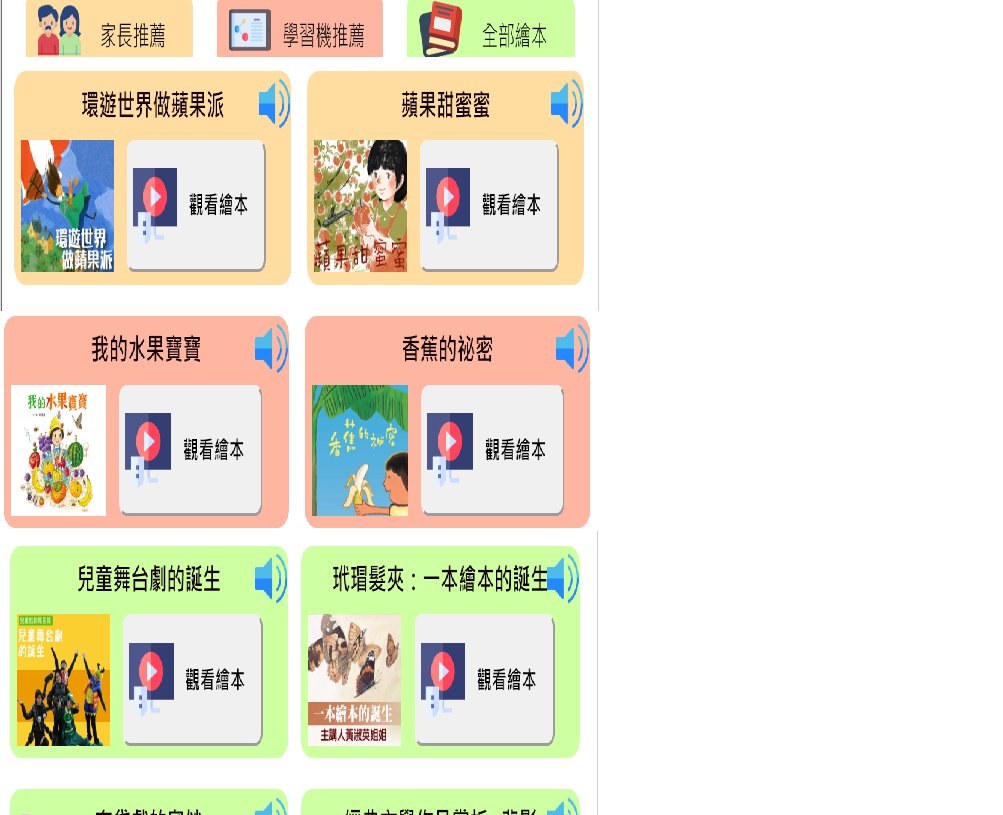 家長推薦
學習機推薦
全部繪本
環遊世界做蘋果派
蘋果甜蜜蜜
環遊世界
做蘋果派
觀看繪本
蘋果甜蜜蜜
觀看繪本
我的水果寶寶
香蕉的祕密
我的水果寶寶
觀看繪本
香蕉的祕密
觀看繪本
兒童舞台劇的誕生
玳瑁髮夾:一本繪本的誕生
兒童舞台劇
的誕生
觀看繪本
一本繪本的誕生
主講人黃淑英姐姐
觀看繪本